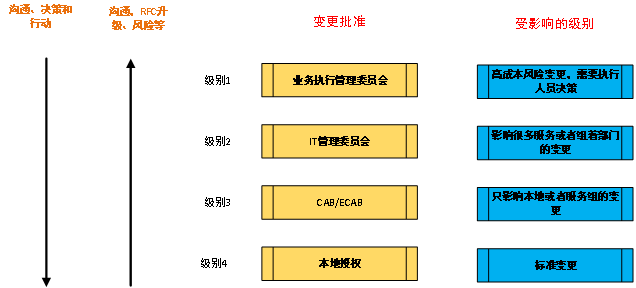 沟通、决策和
行动
沟通，RFC升
级、风险等
变更批准
受影响的级别
级别1
业务执行管理委员会
高成本风险变更，需要执行
人员决策
级别2
IT管理委员会
影响很多服务或者组着部门
的变更
级别3
CAB/ECAB
只影响本地或者服务组的变
更
级别4
本地授权
标准变更